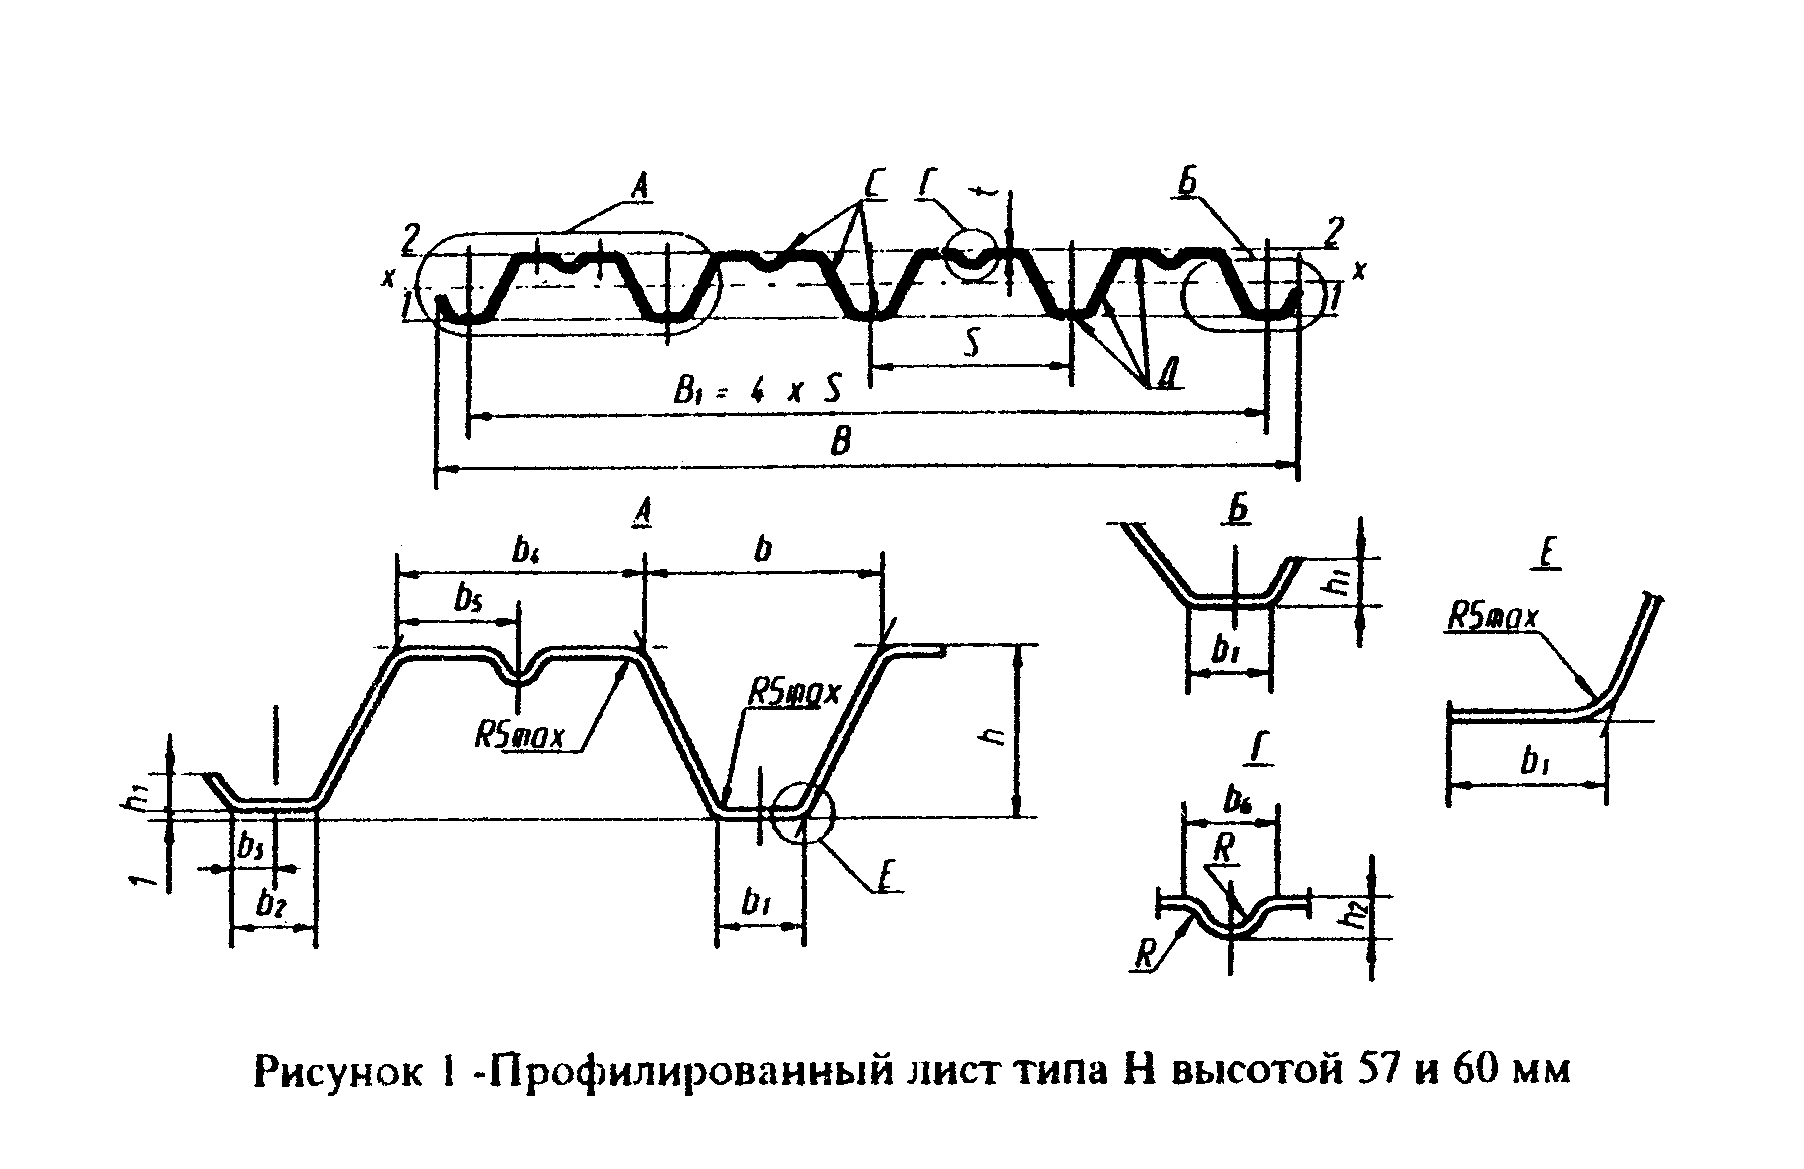 А С Г t Б
2 2
х х
1 1
S
Д
B₁ = 4 х S
B
А
b₄ b
b₅
R5max
R5max
h
h₁
1
b₃
b₂
b₁
Е
Б
h₁
b₁
Е
R5max
b₁
Г
b₆
R
R
h₂
Рисунок 1 -Профилированный лист типа Н высотой 57 и 60 мм